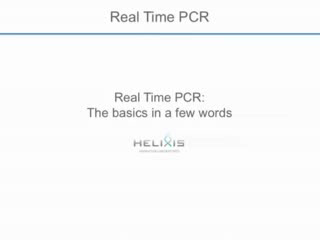 Real Time PCR
Real Time PCR:
The basics in a few words
HELIXIS